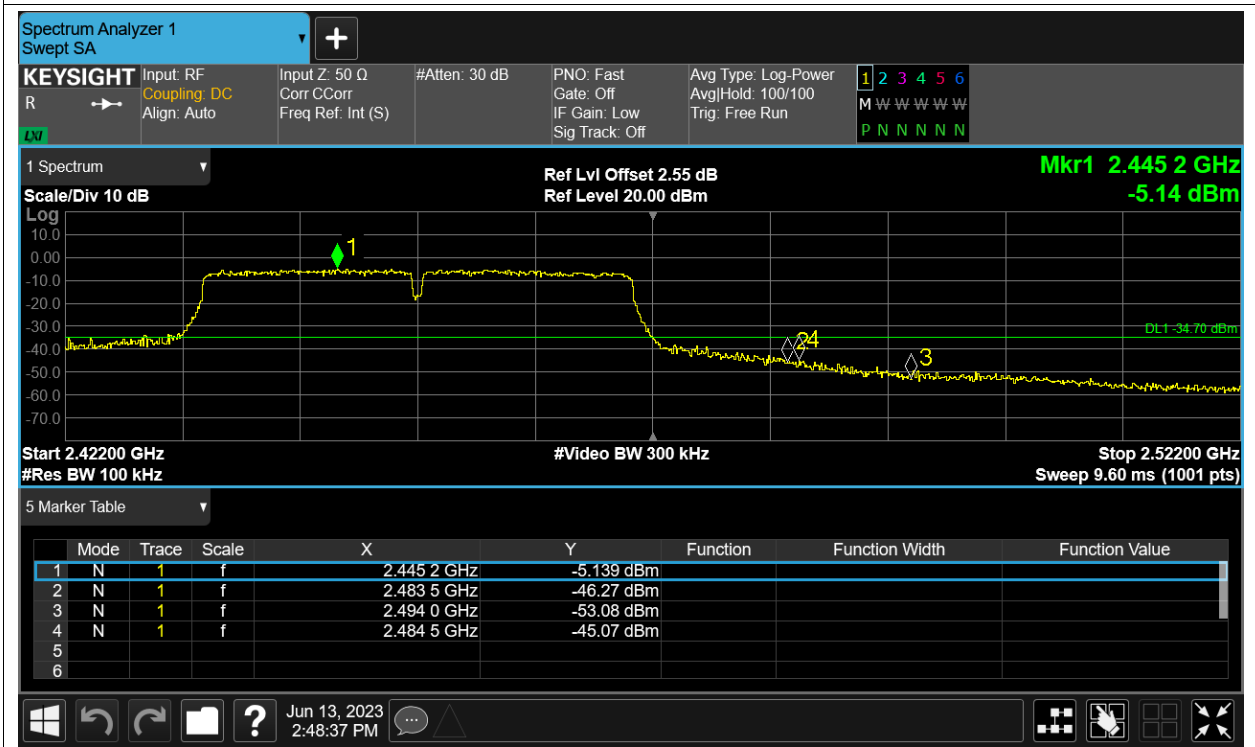 Spectrum Analyzer 1
Swept SA
+
KEYSIGHT
R
LXI
Input: RF
Coupling: DC
Align: Auto
Input Z: 50 Ω
Corr CCorr
Freq Ref: Int (S)
#Atten: 30 dB
PNO: Fast
Gate: Off
IF Gain: Low
Sig Track: Off
Avg Type: Log-Power
Avg|Hold: 100/100
Trig: Free Run
1 2 3 4 5 6
M W W W W W
P N N N N N
1 Spectrum
Scale/Div 10 dB
Ref Lvl Offset 2.55 dB
Ref Level 20.00 dBm
Mkr1 2.445 2 GHz
-5.14 dBm
Log
10.0
0.00
-10.0
-20.0
-30.0
-40.0
-50.0
-60.0
-70.0
1
24
3
DL1 -34.70 dBm
Start 2.42200 GHz
#Res BW 100 kHz
#Video BW 300 kHz
Stop 2.52200 GHz
Sweep 9.60 ms (1001 pts)
5 Marker Table
Mode Trace Scale X Y Function Function Width Function Value
1 N 1 f 2.445 2 GHz -5.139 dBm
2 N 1 f 2.483 5 GHz -46.27 dBm
3 N 1 f 2.494 0 GHz -53.08 dBm
4 N 1 f 2.484 5 GHz -45.07 dBm
5
6
?
Jun 13, 2023
2:48:37 PM